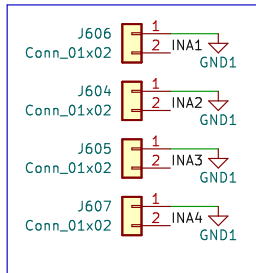 J606 1
Conn_01x02 2 INA1
GND1
J604 1
Conn_01x02 2 INA2
GND1
J605 1
Conn_01x02 2 INA3
GND1
J607 1
Conn_01x02 2 INA4
GND1